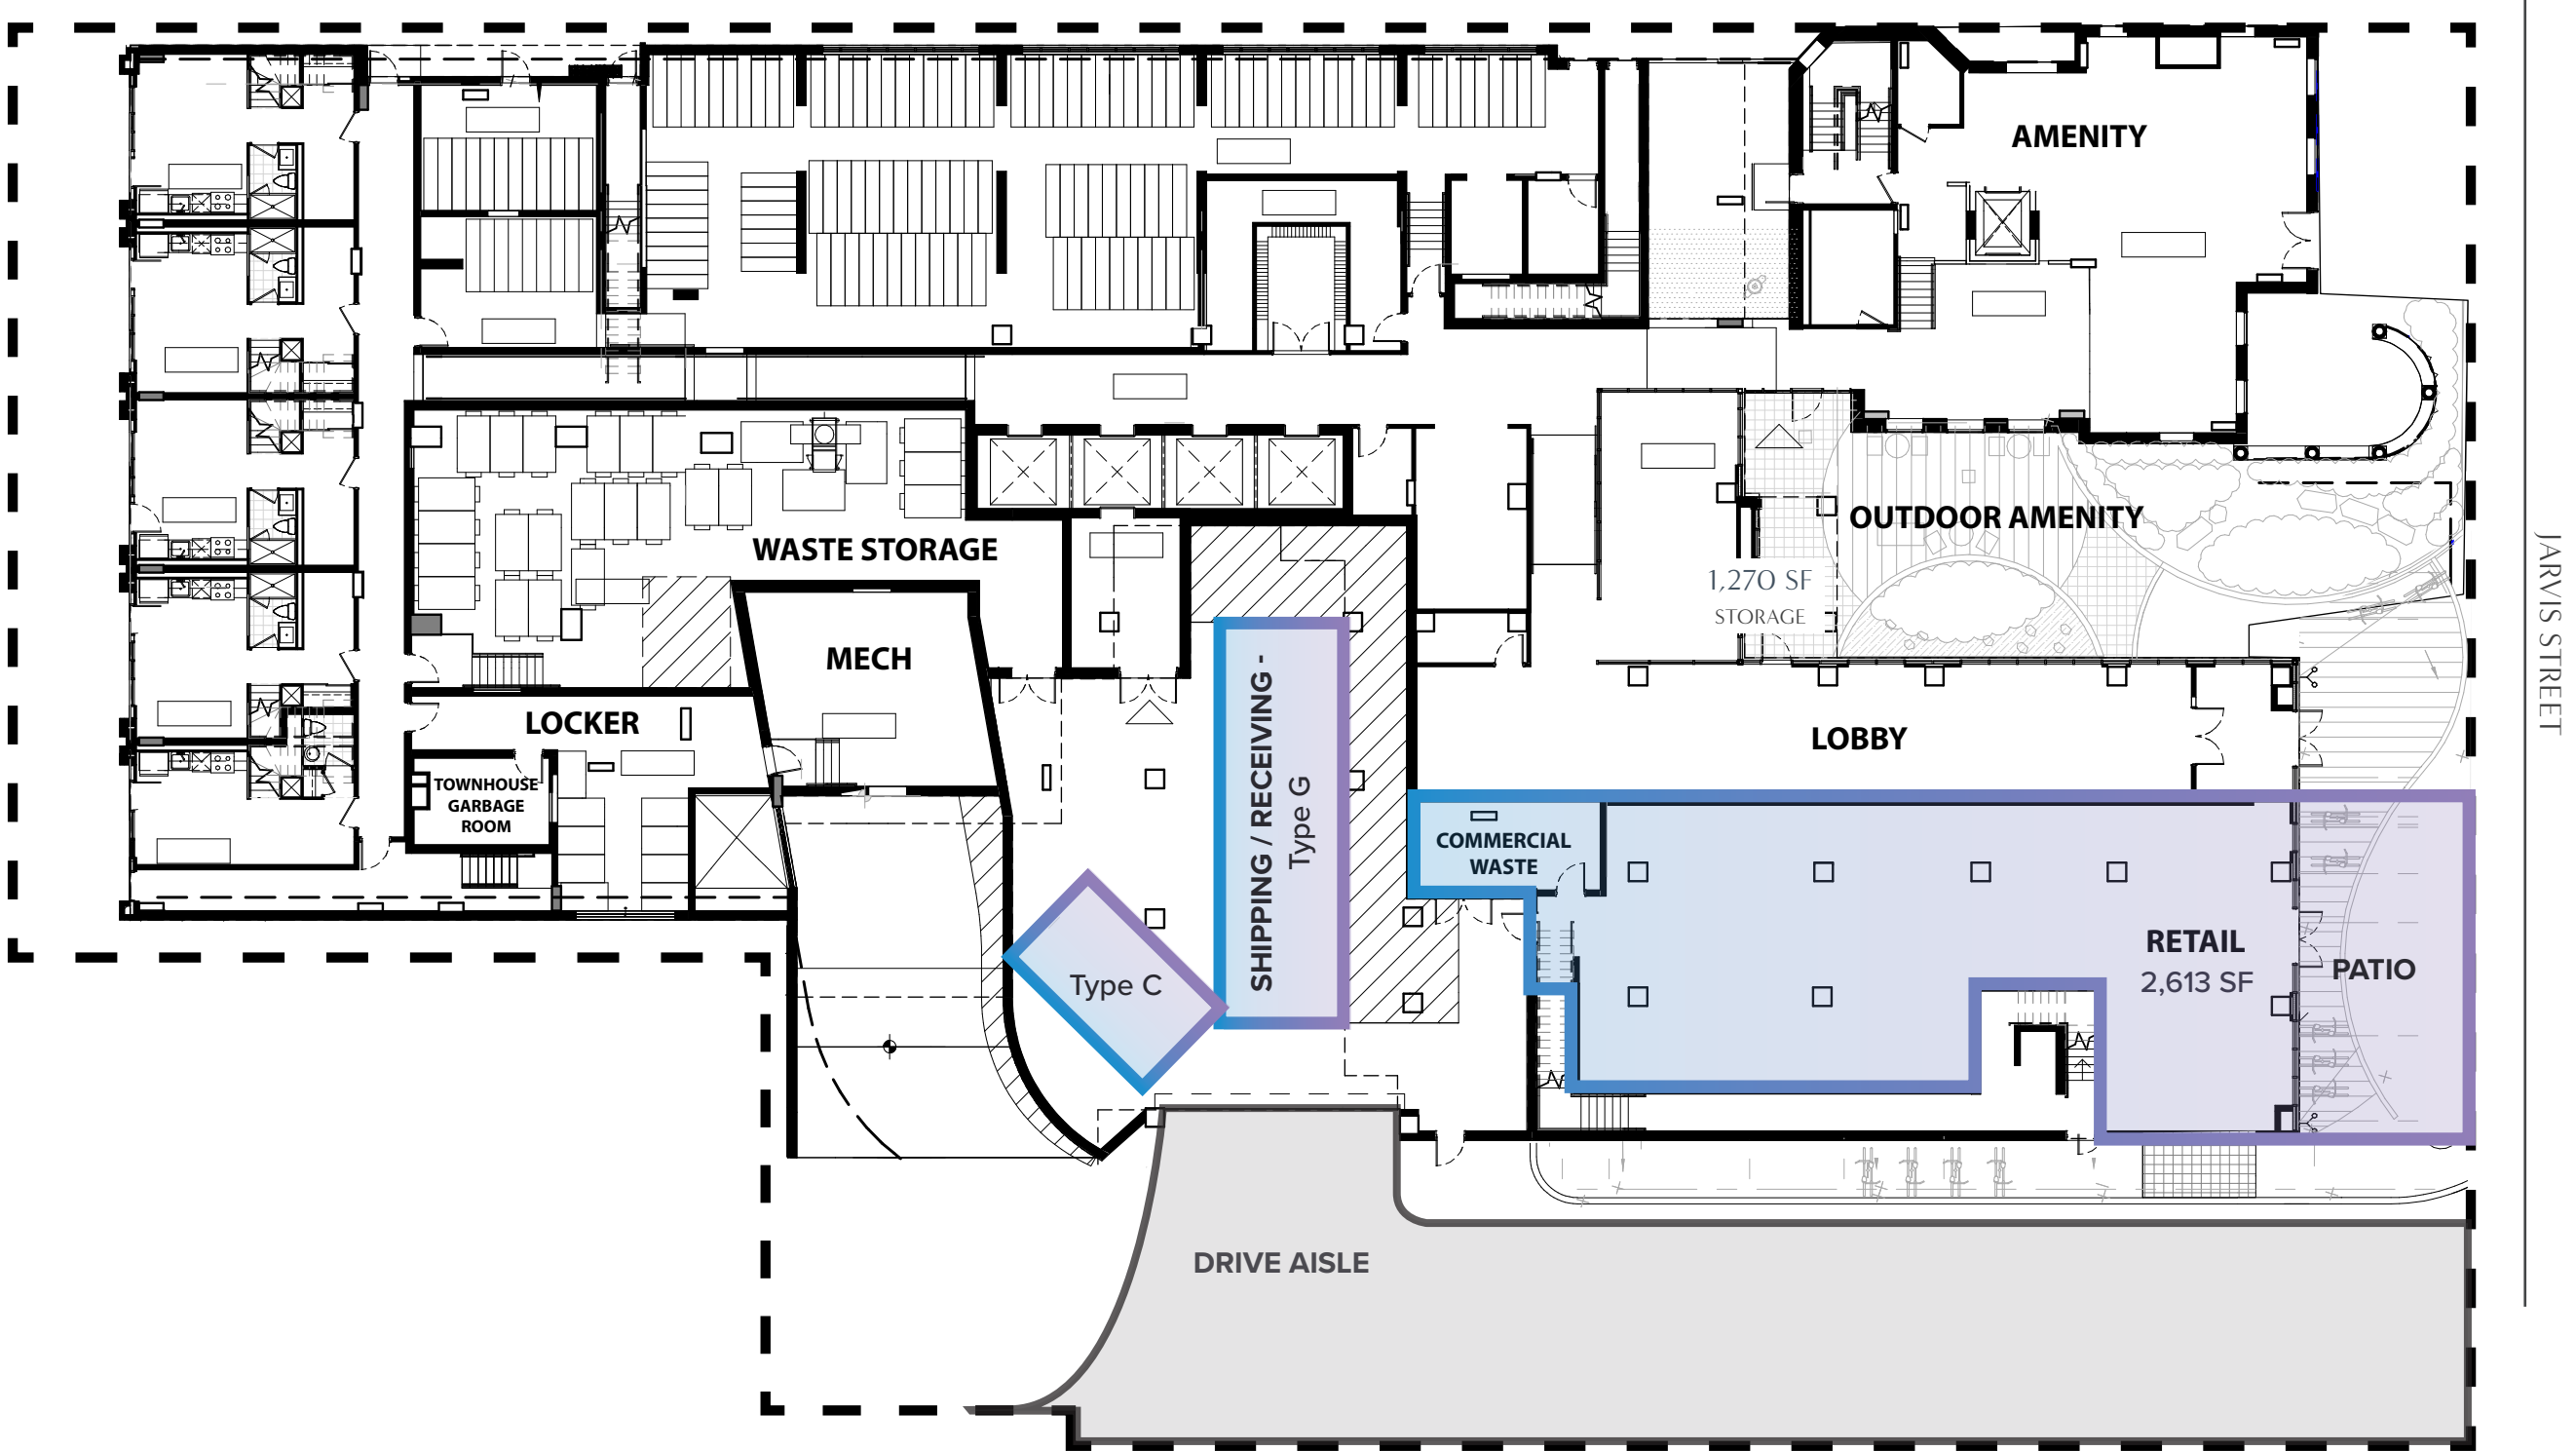 AMENITY
OUTDOOR AMENITY
WASTE STORAGE
1,270 SF
STORAGE
JARVIS STREET
MECH
LOCKER
LOBBY
TOWNHOUSE
GARBAGE
ROOM
SHIPPING / RECEIVING -
Type G
COMMERCIAL
WASTE
RETAIL
2,613 SF
PATIO
Type C
DRIVE AISLE